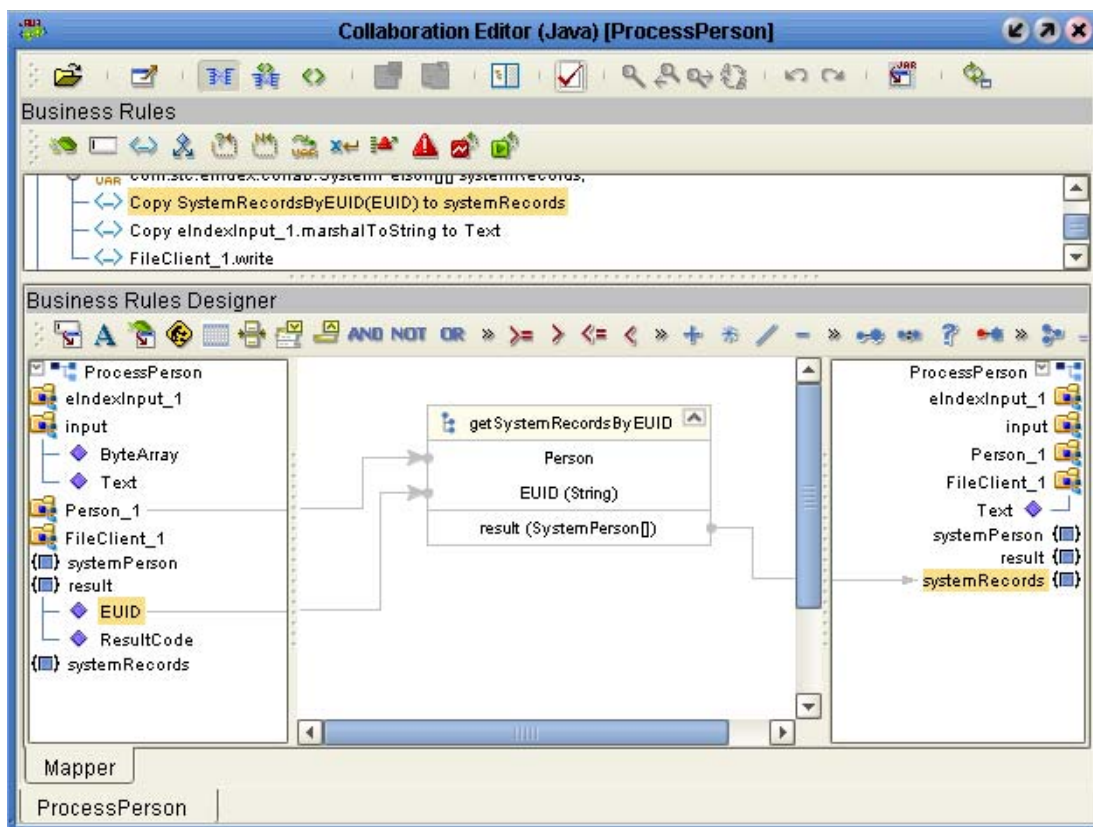 Collaboration Editor (Java) [ProcessPerson]
JAR
Business Rules
Copy SystemRecordsByEUID(EUID) to systemRecords
Copy eIndexInput_1.marshalToString to Text
FileClient_1.write
Business Rules Designer
A AND NOT OR » >= > <= < » + * / - » ? » =
ProcessPerson
eIndexInput_1
input
ByteArray
Text
Person_1
FileClient_1
systemPerson
result
EUID
ResultCode
systemRecords
getSystemRecordsByEUID
Person
EUID (String)
result (SystemPerson[])
ProcessPerson
eIndexInput_1
input
Person_1
FileClient_1
Text
systemPerson
result
systemRecords
Mapper
ProcessPerson